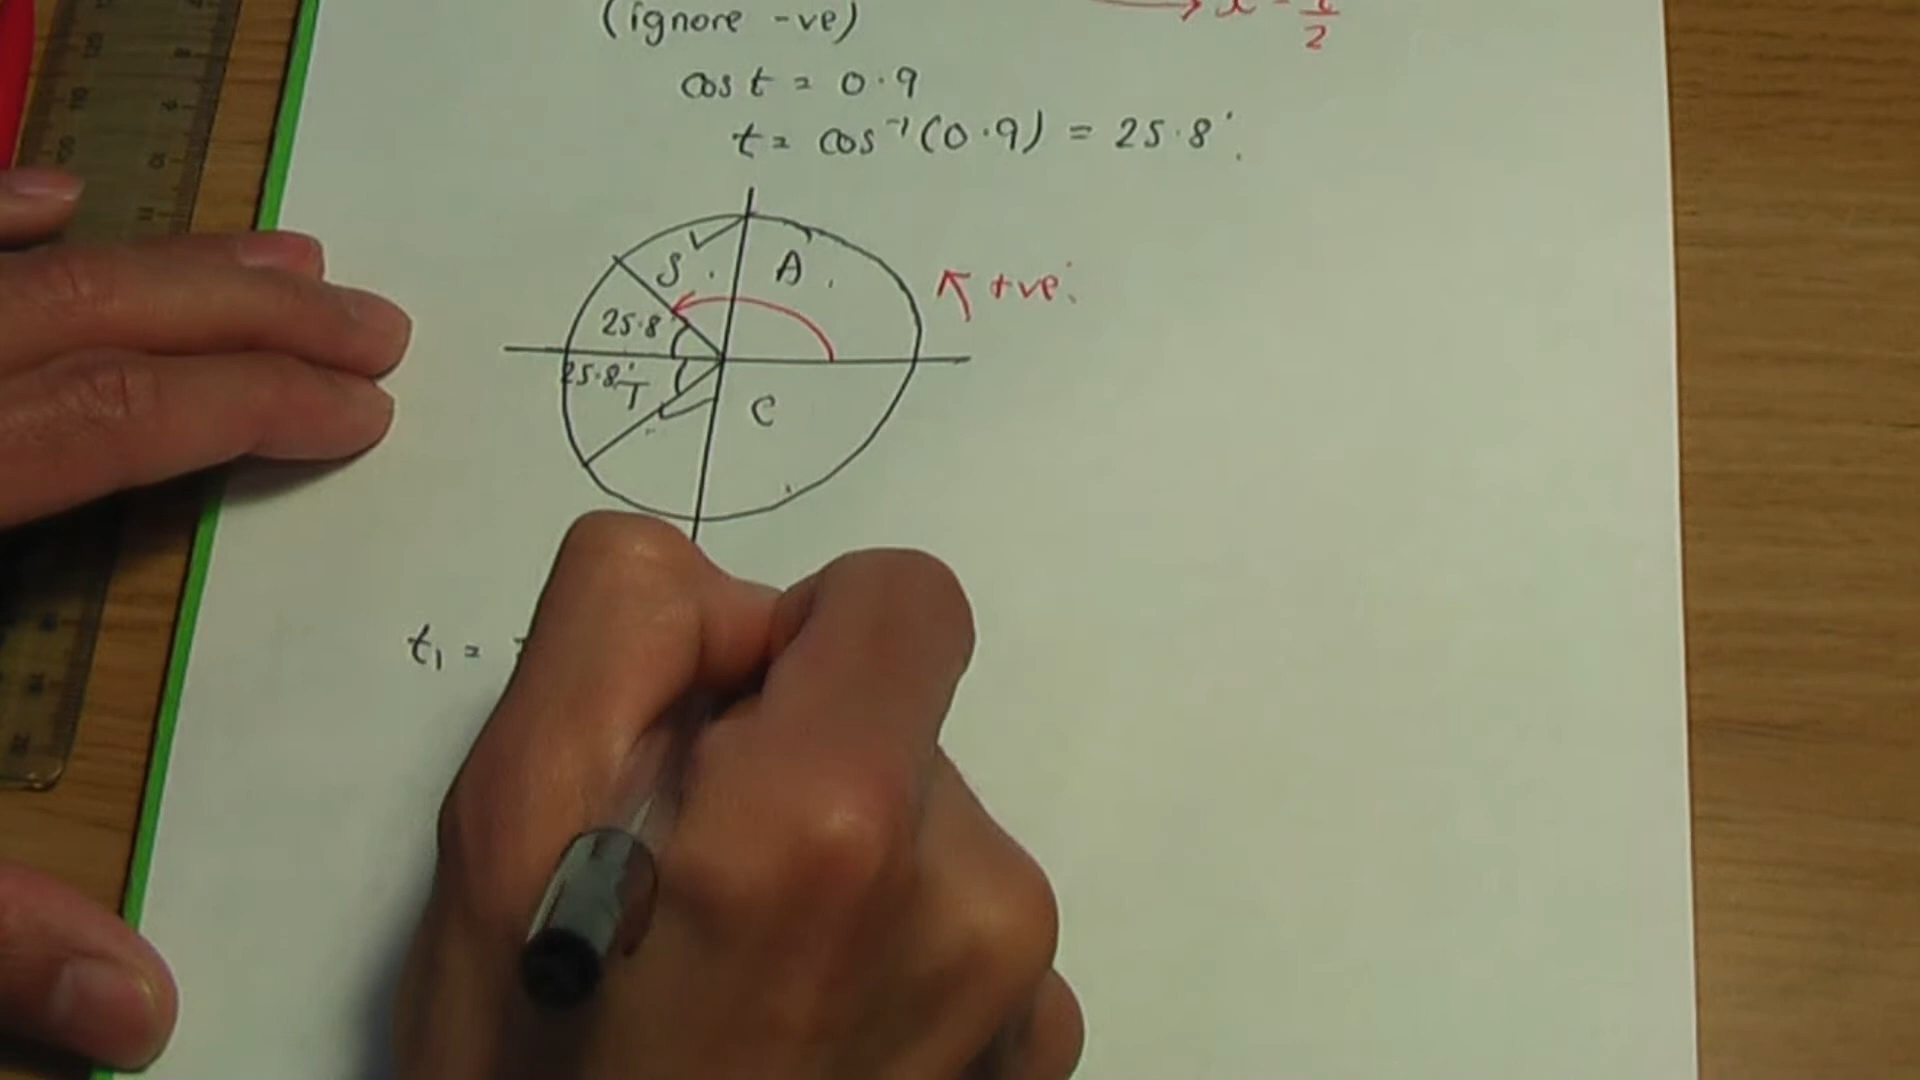 (ignore -ve)
2
cos t = 0.9
t = cos⁻¹(0.9) = 25.8°.
S A
+ve
25.8
25.8°
T
C
t₁ =